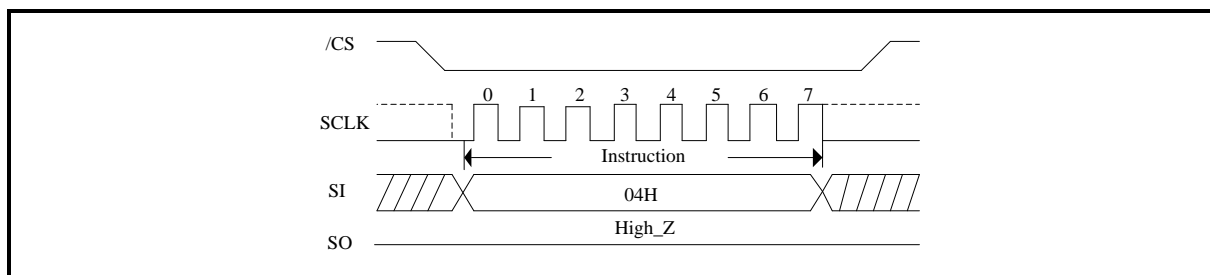 /CS
0 1 2 3 4 5 6 7
SCLK
Instruction
SI
04H
High_Z
SO